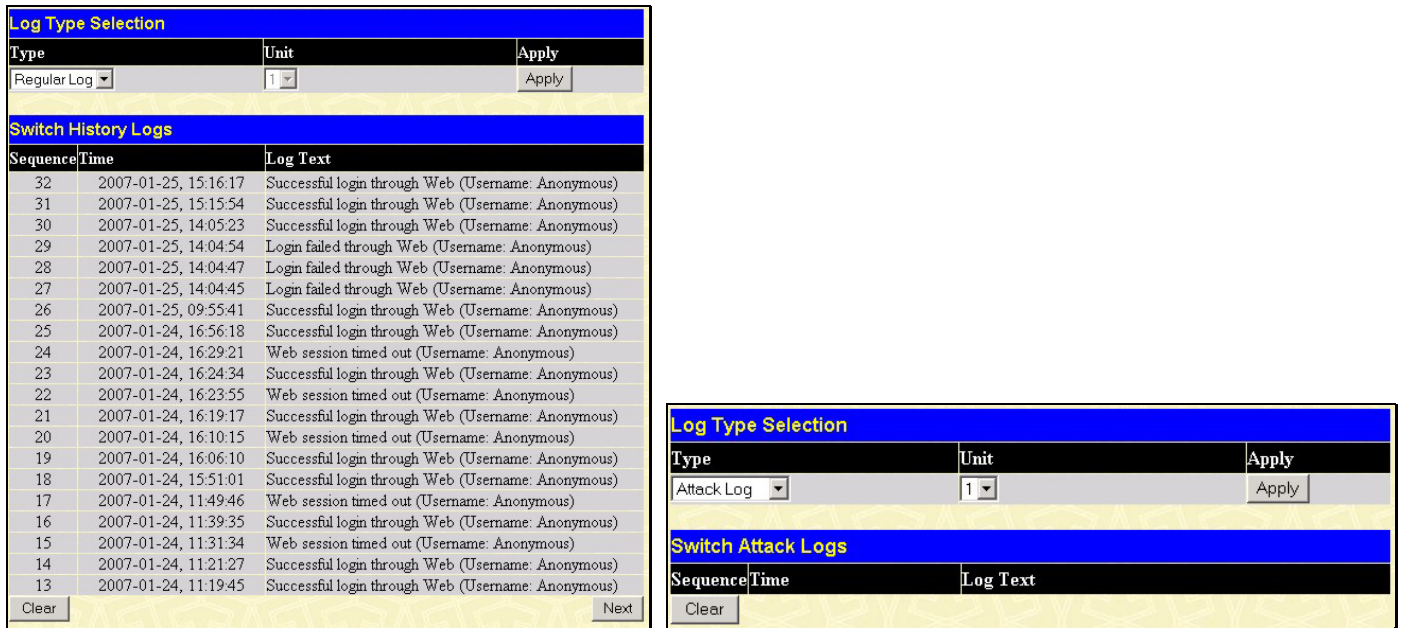 Log Type Selection
Type Unit Apply
Regular Log 1 Apply
Switch History Logs
Sequence Time Log Text
32 2007-01-25, 15:16:17 Successful login through Web (Username: Anonymous)
31 2007-01-25, 15:15:54 Successful login through Web (Username: Anonymous)
30 2007-01-25, 14:05:23 Successful login through Web (Username: Anonymous)
29 2007-01-25, 14:04:54 Login failed through Web (Username: Anonymous)
28 2007-01-25, 14:04:47 Login failed through Web (Username: Anonymous)
27 2007-01-25, 14:04:45 Login failed through Web (Username: Anonymous)
26 2007-01-25, 09:55:41 Successful login through Web (Username: Anonymous)
25 2007-01-24, 16:56:18 Successful login through Web (Username: Anonymous)
24 2007-01-24, 16:29:21 Web session timed out (Username: Anonymous)
23 2007-01-24, 16:24:34 Successful login through Web (Username: Anonymous)
22 2007-01-24, 16:23:55 Web session timed out (Username: Anonymous)
21 2007-01-24, 16:19:17 Successful login through Web (Username: Anonymous)
20 2007-01-24, 16:10:15 Web session timed out (Username: Anonymous)
19 2007-01-24, 16:06:10 Successful login through Web (Username: Anonymous)
18 2007-01-24, 15:51:01 Successful login through Web (Username: Anonymous)
17 2007-01-24, 11:49:46 Web session timed out (Username: Anonymous)
16 2007-01-24, 11:39:35 Successful login through Web (Username: Anonymous)
15 2007-01-24, 11:31:34 Web session timed out (Username: Anonymous)
14 2007-01-24, 11:21:27 Successful login through Web (Username: Anonymous)
13 2007-01-24, 11:19:45 Successful login through Web (Username: Anonymous)
Clear Next
Log Type Selection
Type Unit Apply
Attack Log 1 Apply
Switch Attack Logs
Sequence Time Log Text
Clear